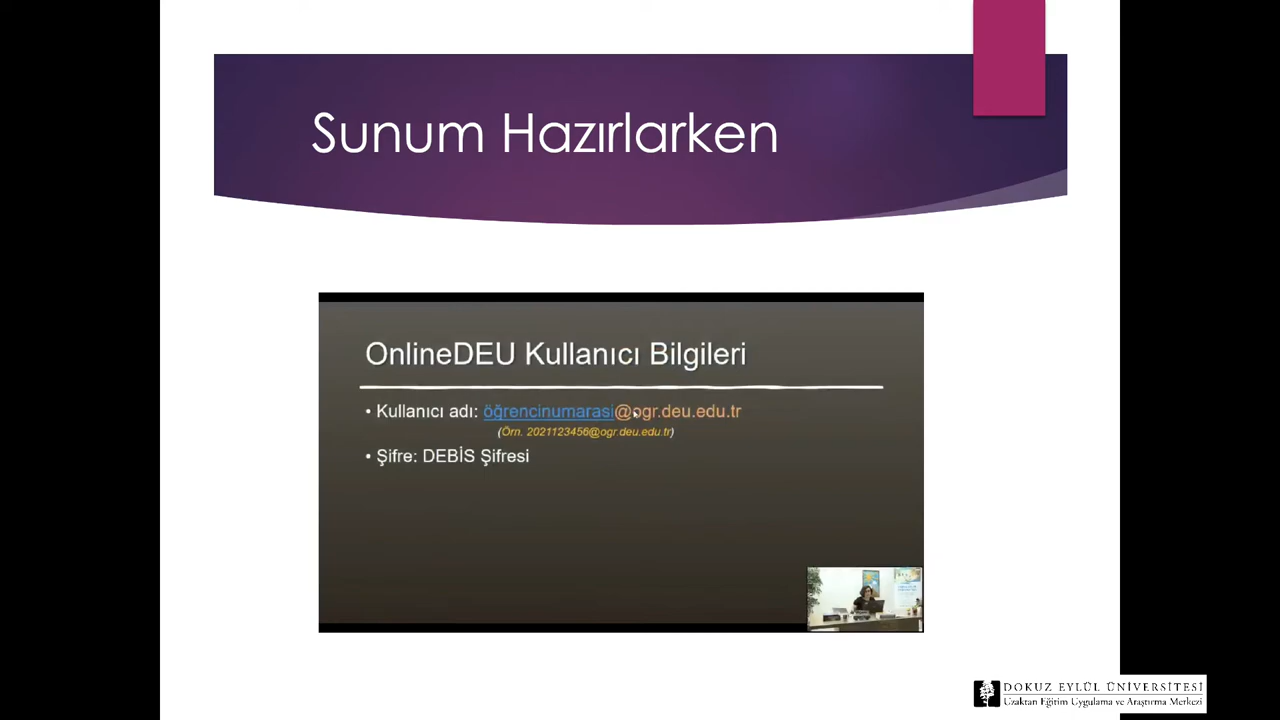 Sunum Hazırlarken
OnlineDEU Kullanıcı Bilgileri
• Kullanıcı adı: öğrencinumarasi@ogr.deu.edu.tr
(Örn. 2021123456@ogr.deu.edu.tr)
• Şifre: DEBİS Şifresi
DOKUZ EYLÜL ÜNİVERSİTESİ
Uzaktan Eğitim Uygulama ve Araştırma Merkezi